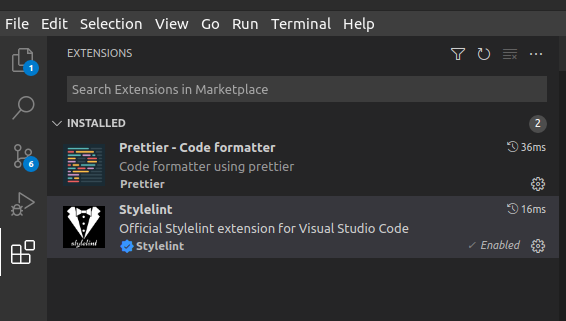 File Edit Selection View Go Run Terminal Help
EXTENSIONS
1
Search Extensions in Marketplace
INSTALLED 2
Prettier - Code formatter 36ms
Code formatter using prettier
Prettier
6
Stylelint 16ms
Official Stylelint extension for Visual Studio Code
stylelint
Stylelint Enabled